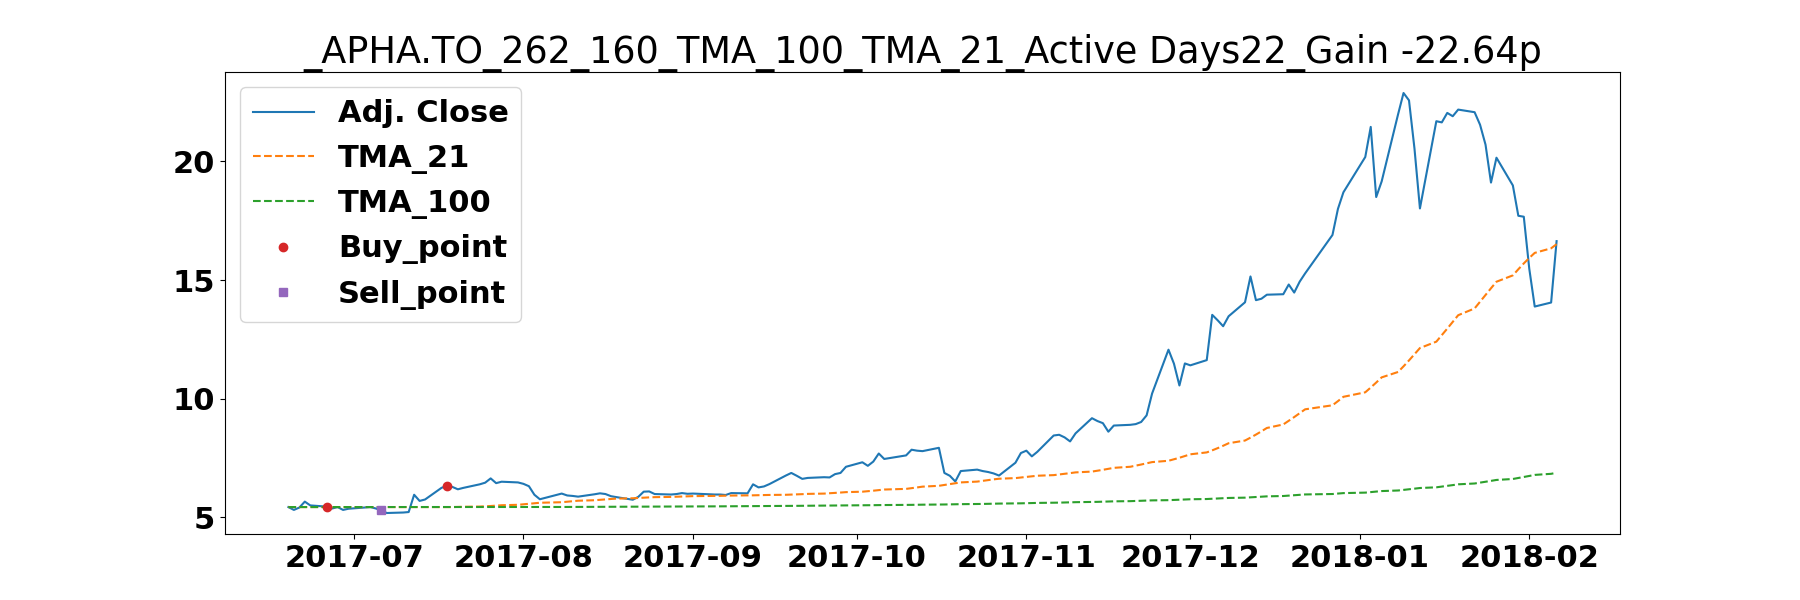 _APHA.TO_262_160_TMA_100_TMA_21_Active Days22_Gain -22.64p
Adj. Close
TMA_21
TMA_100
Buy_point
Sell_point
20
15
10
5
2017-07 2017-08 2017-09 2017-10 2017-11 2017-12 2018-01 2018-02